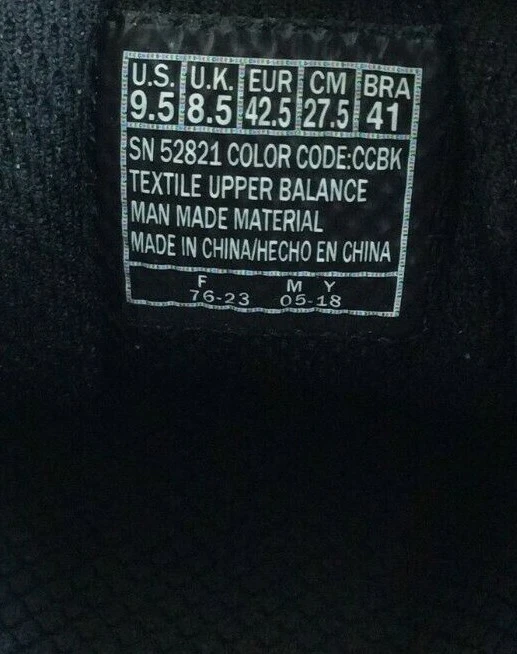 U.S. U.K. EUR CM BRA
9.5 8.5 42.5 27.5 41
SN 52821 COLOR CODE:CCBK
TEXTILE UPPER BALANCE
MAN MADE MATERIAL
MADE IN CHINA/HECHO EN CHINA
F M Y
76-23 05-18